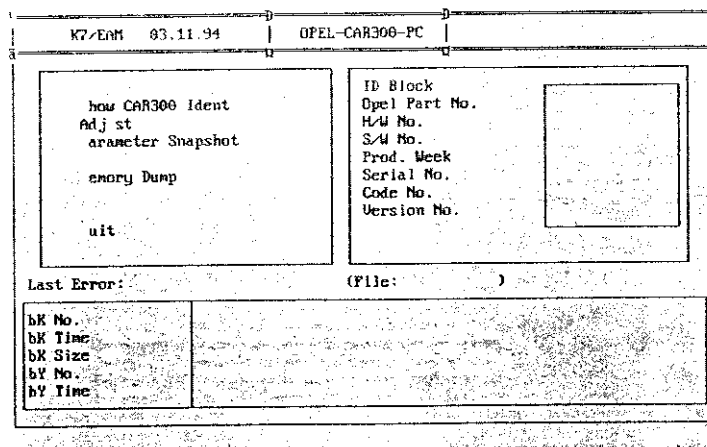 K7/EAM 03.11.94 OPEL-CAR300-PC
how CAR300 Ident
Adj st
arameter Snapshot
emory Dump
uit
ID Block
Opel Part No.
H/W No.
S/W No.
Prod. Week
Serial No.
Code No.
Version No.
Last Error: (File: )
bK No.
bK Time
bK Size
bY No.
bY Time